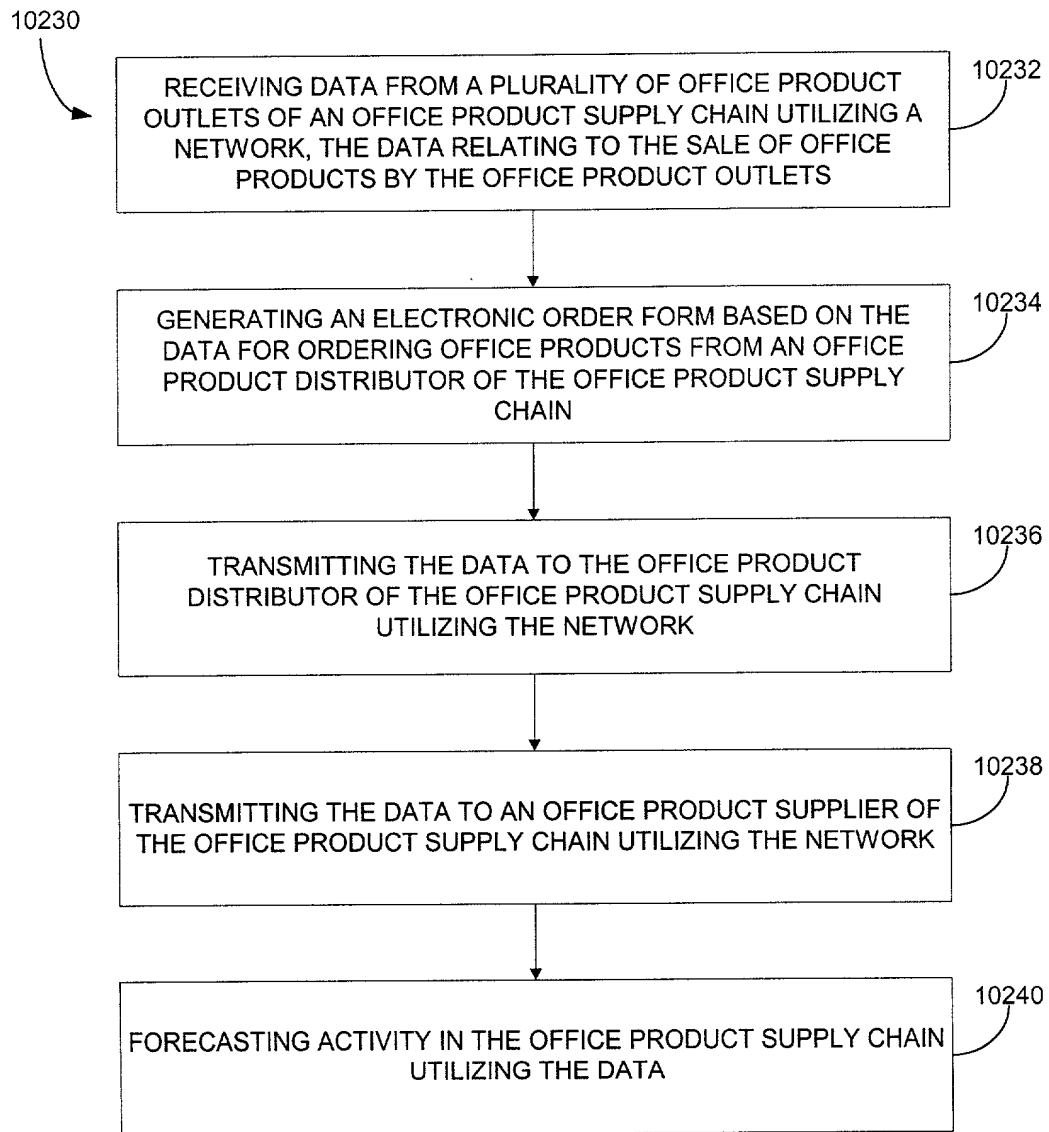 10230
RECEIVING DATA FROM A PLURALITY OF OFFICE PRODUCT
OUTLETS OF AN OFFICE PRODUCT SUPPLY CHAIN UTILIZING A
NETWORK, THE DATA RELATING TO THE SALE OF OFFICE
PRODUCTS BY THE OFFICE PRODUCT OUTLETS
10232
GENERATING AN ELECTRONIC ORDER FORM BASED ON THE
DATA FOR ORDERING OFFICE PRODUCTS FROM AN OFFICE
PRODUCT DISTRIBUTOR OF THE OFFICE PRODUCT SUPPLY
CHAIN
10234
TRANSMITTING THE DATA TO THE OFFICE PRODUCT
DISTRIBUTOR OF THE OFFICE PRODUCT SUPPLY CHAIN
UTILIZING THE NETWORK
10236
TRANSMITTING THE DATA TO AN OFFICE PRODUCT SUPPLIER OF
THE OFFICE PRODUCT SUPPLY CHAIN UTILIZING THE NETWORK
10238
FORECASTING ACTIVITY IN THE OFFICE PRODUCT SUPPLY CHAIN
UTILIZING THE DATA
10240